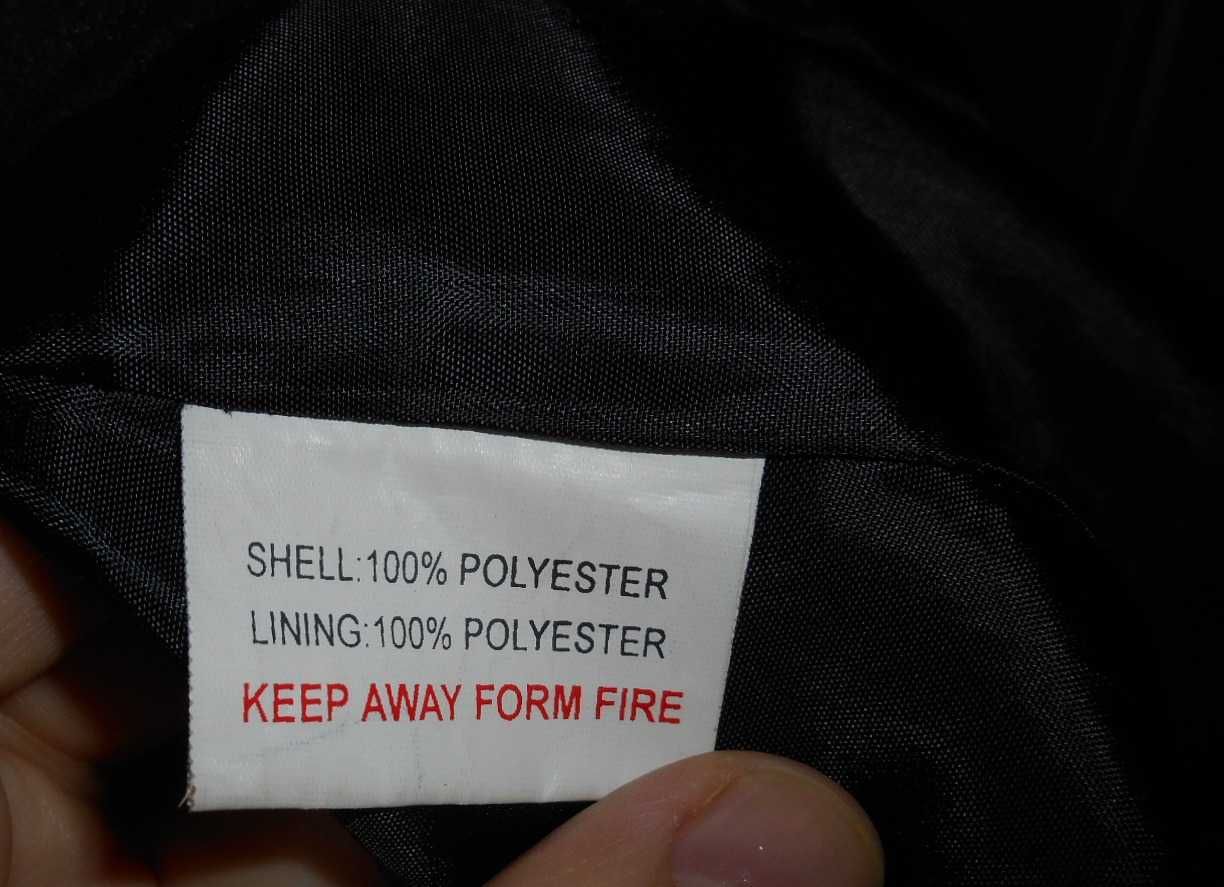 SHELL:100% POLYESTER
LINING:100% POLYESTER
KEEP AWAY FORM FIRE